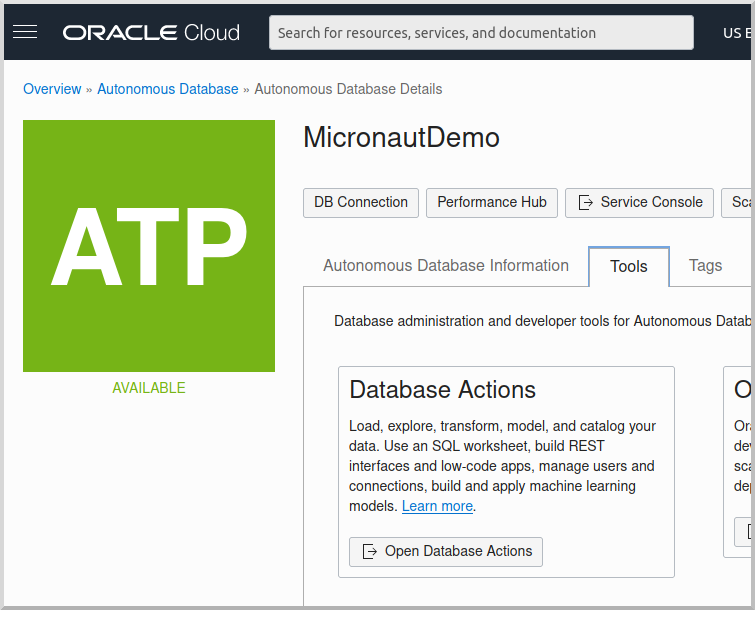 ORACLE Cloud
Search for resources, services, and documentation
US E
Overview » Autonomous Database » Autonomous Database Details
ATP
AVAILABLE
MicronautDemo
DB Connection
Performance Hub
Service Console
Sca
Autonomous Database Information
Tools
Tags
Database administration and developer tools for Autonomous Datab
Database Actions
Load, explore, transform, model, and catalog your
data. Use an SQL worksheet, build REST
interfaces and low-code apps, manage users and
connections, build and apply machine learning
models. Learn more.
Open Database Actions
O
Ora
dev
sca
dep